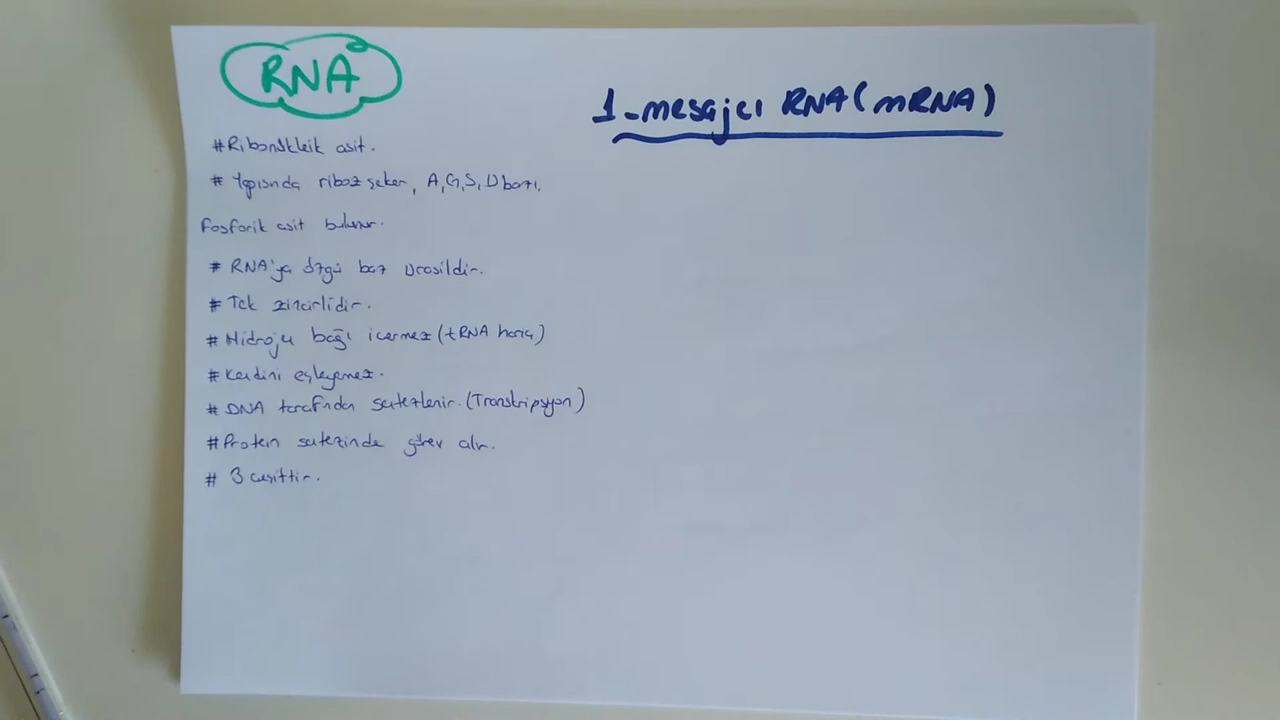 RNA
#Ribonükleik asit.
# Yapısında riboz şeker, A,G,S,U bazı,
fosforik asit bulunur.
# RNA'ya özgü baz Urasildir.
# Tek zincirlidir.
#Hidrojen bağı içermez (tRNA hariç)
#Kendini eşleyemez.
# DNA tarafından sentezlenir. (Transkripsyon)
#Protein sentezinde görev alır.
# 3 çeşittir.
1-mesajcı RNA (mRNA)